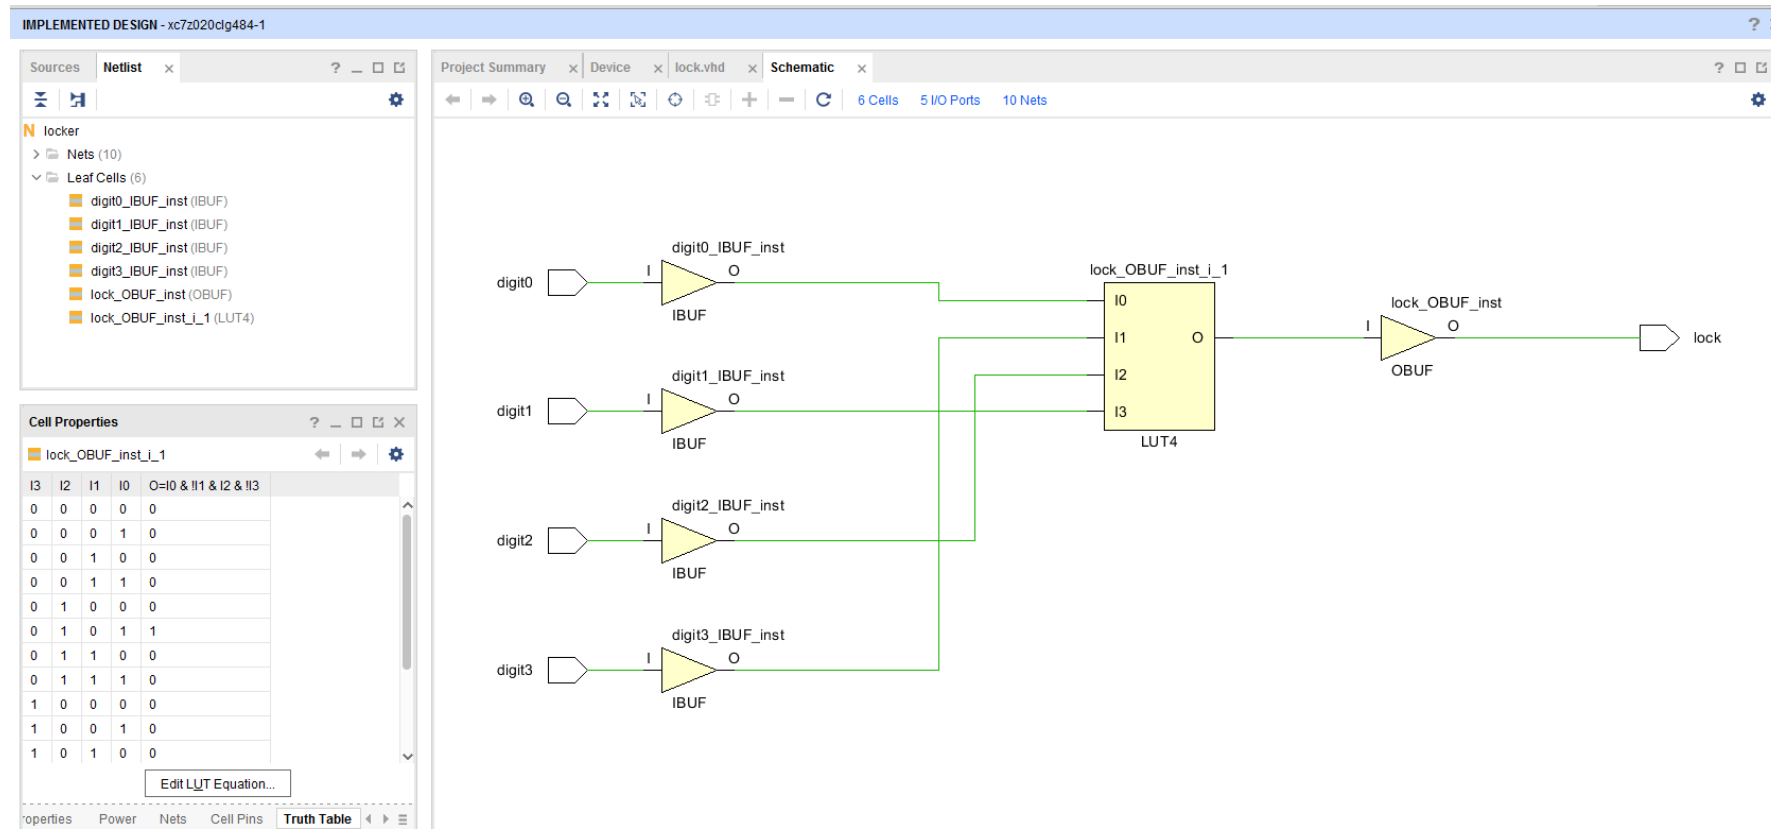 IMPLEMENTED DESIGN - xc7z020clg484-1
?
Sources Netlist
?
locker
Nets (10)
Leaf Cells (6)
digit0_IBUF_inst (IBUF)
digit1_IBUF_inst (IBUF)
digit2_IBUF_inst (IBUF)
digit3_IBUF_inst (IBUF)
lock_OBUF_inst (OBUF)
lock_OBUF_inst_i_1 (LUT4)
Cell Properties
?
lock_OBUF_inst_i_1
I3 I2 I1 I0 O=I0 & !I1 & I2 & !I3
0 0 0 0 0
0 0 0 1 0
0 0 1 0 0
0 0 1 1 0
0 1 0 0 0
0 1 0 1 1
0 1 1 0 0
0 1 1 1 0
1 0 0 0 0
1 0 0 1 0
1 0 1 0 0
Edit LUT Equation...
roperties Power Nets Cell Pins Truth Table
Project Summary Device lock.vhd Schematic
?
6 Cells 5 I/O Ports 10 Nets
digit0_IBUF_inst
digit0
I
O
IBUF
digit1_IBUF_inst
digit1
I
O
IBUF
digit2_IBUF_inst
digit2
I
O
IBUF
digit3_IBUF_inst
digit3
I
O
IBUF
lock_OBUF_inst_i_1
I0
I1 O
I2
I3
LUT4
lock_OBUF_inst
I
O
OBUF
lock